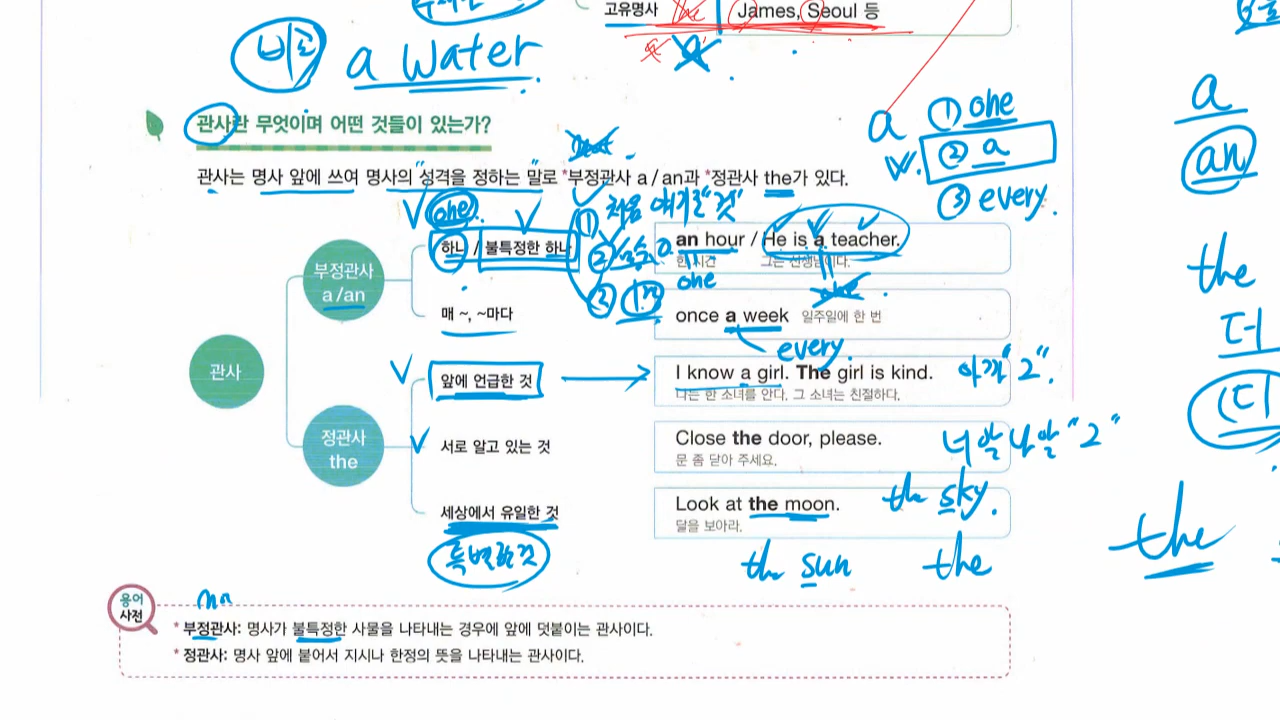 고유명사
James, Seoul 등
a water
관사란 무엇이며 어떤 것들이 있는가?
관사는 명사 앞에 쓰여 명사의 성격을 정하는 말로 *부정관사 a/an과 *정관사 the가 있다.
a
① one
② a
③ every.
a
an
the
더
one
① 처음
②
③
부정관사
a/an
하나 / 불특정한 하나
an hour / He is a teacher.
한 시간
그는 선생님이다.
one
매 ~, ~마다
once a week 일주일에 한 번
every.
관사
앞에 언급한 것
I know a girl. The girl is kind.
나는 한 소녀를 안다. 그 소녀는 친절하다.
아까 "그".
정관사
the
서로 알고 있는 것
Close the door, please.
문 좀 닫아 주세요.
너 알 나 알 "그"
세상에서 유일한 것
Look at the moon.
달을 보아라.
the sky.
특별한 것
the sun
the
the
용어
사전
*부정관사: 명사가 불특정한 사물을 나타내는 경우에 앞에 덧붙이는 관사이다.
*정관사: 명사 앞에 붙어서 지시나 한정의 뜻을 나타내는 관사이다.